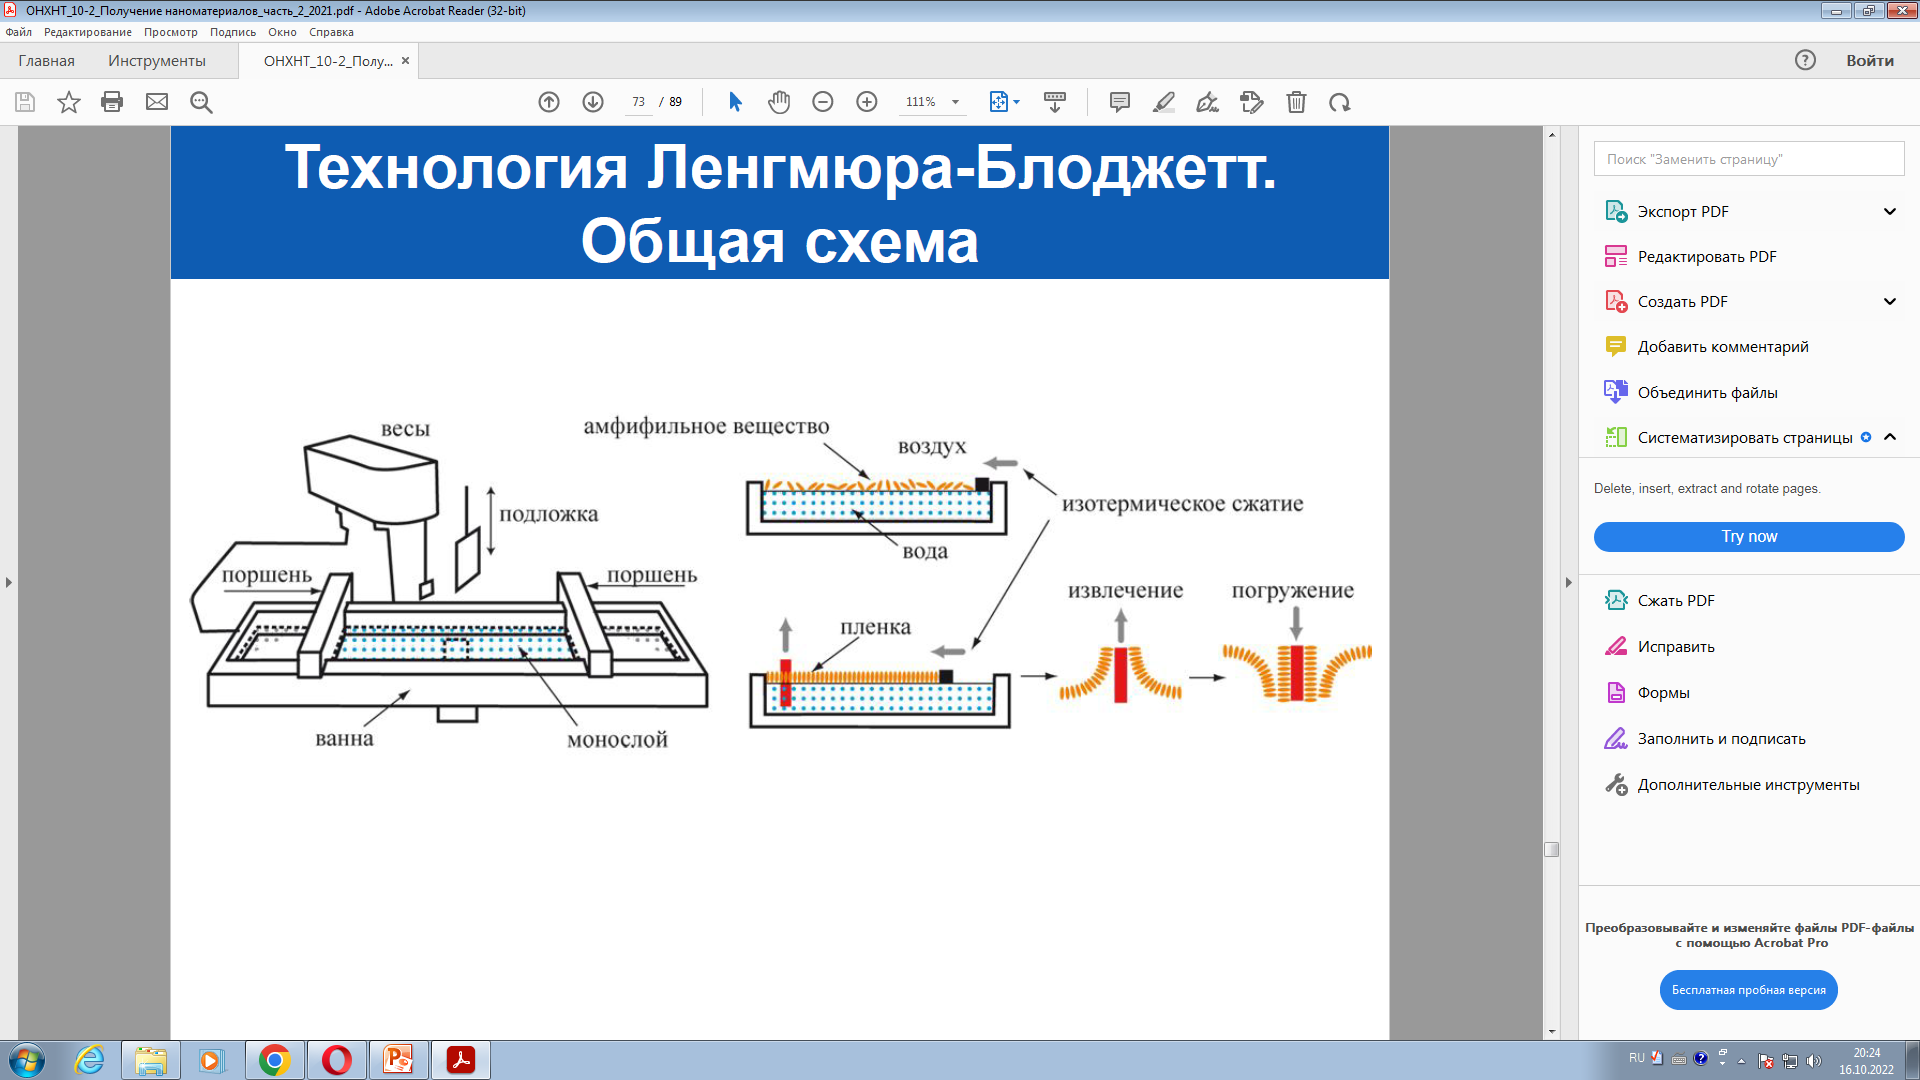 ОНХНТ_10-2_Получение наноматериалов_часть_2_2021.pdf - Adobe Acrobat Reader (32-bit)
Файл Редактирование Просмотр Подпись Окно Справка
Главная Инструменты ОНХНТ_10-2_Полу... × Войти
73 / 89 111%
Технология Ленгмюра-Блоджетт.
Общая схема
весы
подложка
поршень
поршень
ванна
монослой
амфифильное вещество
воздух
изотермическое сжатие
вода
пленка
извлечение
погружение
Поиск "Заменить страницу"
Экспорт PDF
Редактировать PDF
Создать PDF
Добавить комментарий
Объединить файлы
Систематизировать страницы
Delete, insert, extract and rotate pages.
Try now
Сжать PDF
Исправить
Формы
Заполнить и подписать
Дополнительные инструменты
Преобразовывайте и изменяйте файлы PDF-файлы
с помощью Acrobat Pro
Бесплатная пробная версия
RU
20:24
16.10.2022